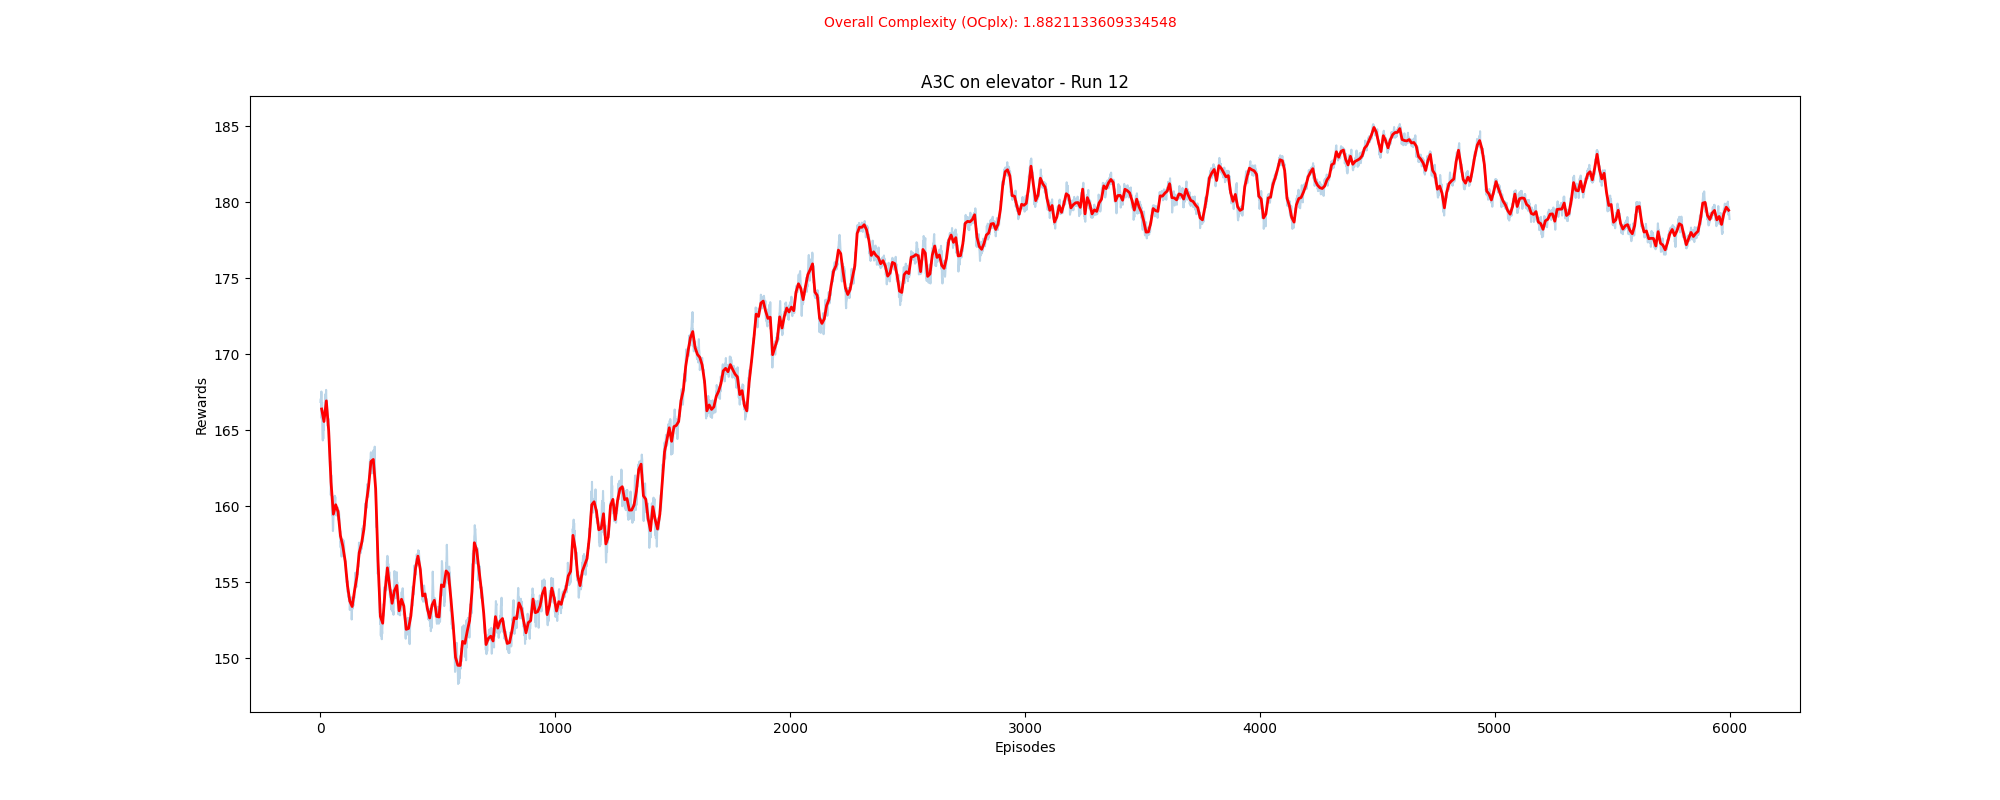 Overall Complexity (OCplx): 1.8821133609334548
A3C on elevator - Run 12
185
180
175
170
165
160
155
150
Rewards
0 1000 2000 3000 4000 5000 6000
Episodes